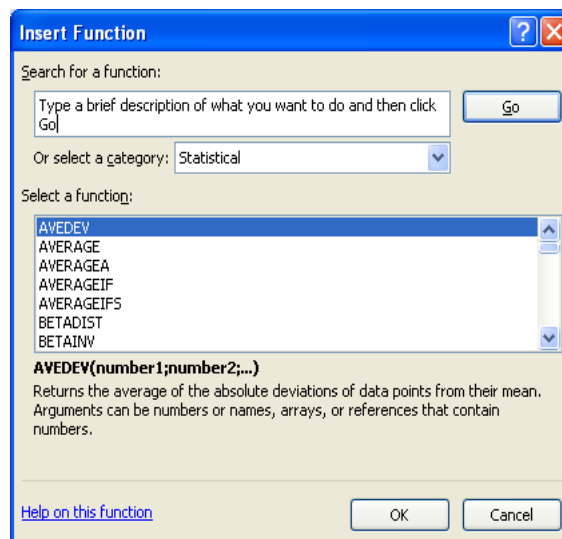 Insert Function
Search for a function:
Type a brief description of what you want to do and then click
Go
Go
Or select a category: Statistical
Select a function:
AVEDEV
AVERAGE
AVERAGEA
AVERAGEIF
AVERAGEIFS
BETADIST
BETAINV
AVEDEV(number1;number2;...)
Returns the average of the absolute deviations of data points from their mean.
Arguments can be numbers or names, arrays, or references that contain
numbers.
Help on this function
OK
Cancel